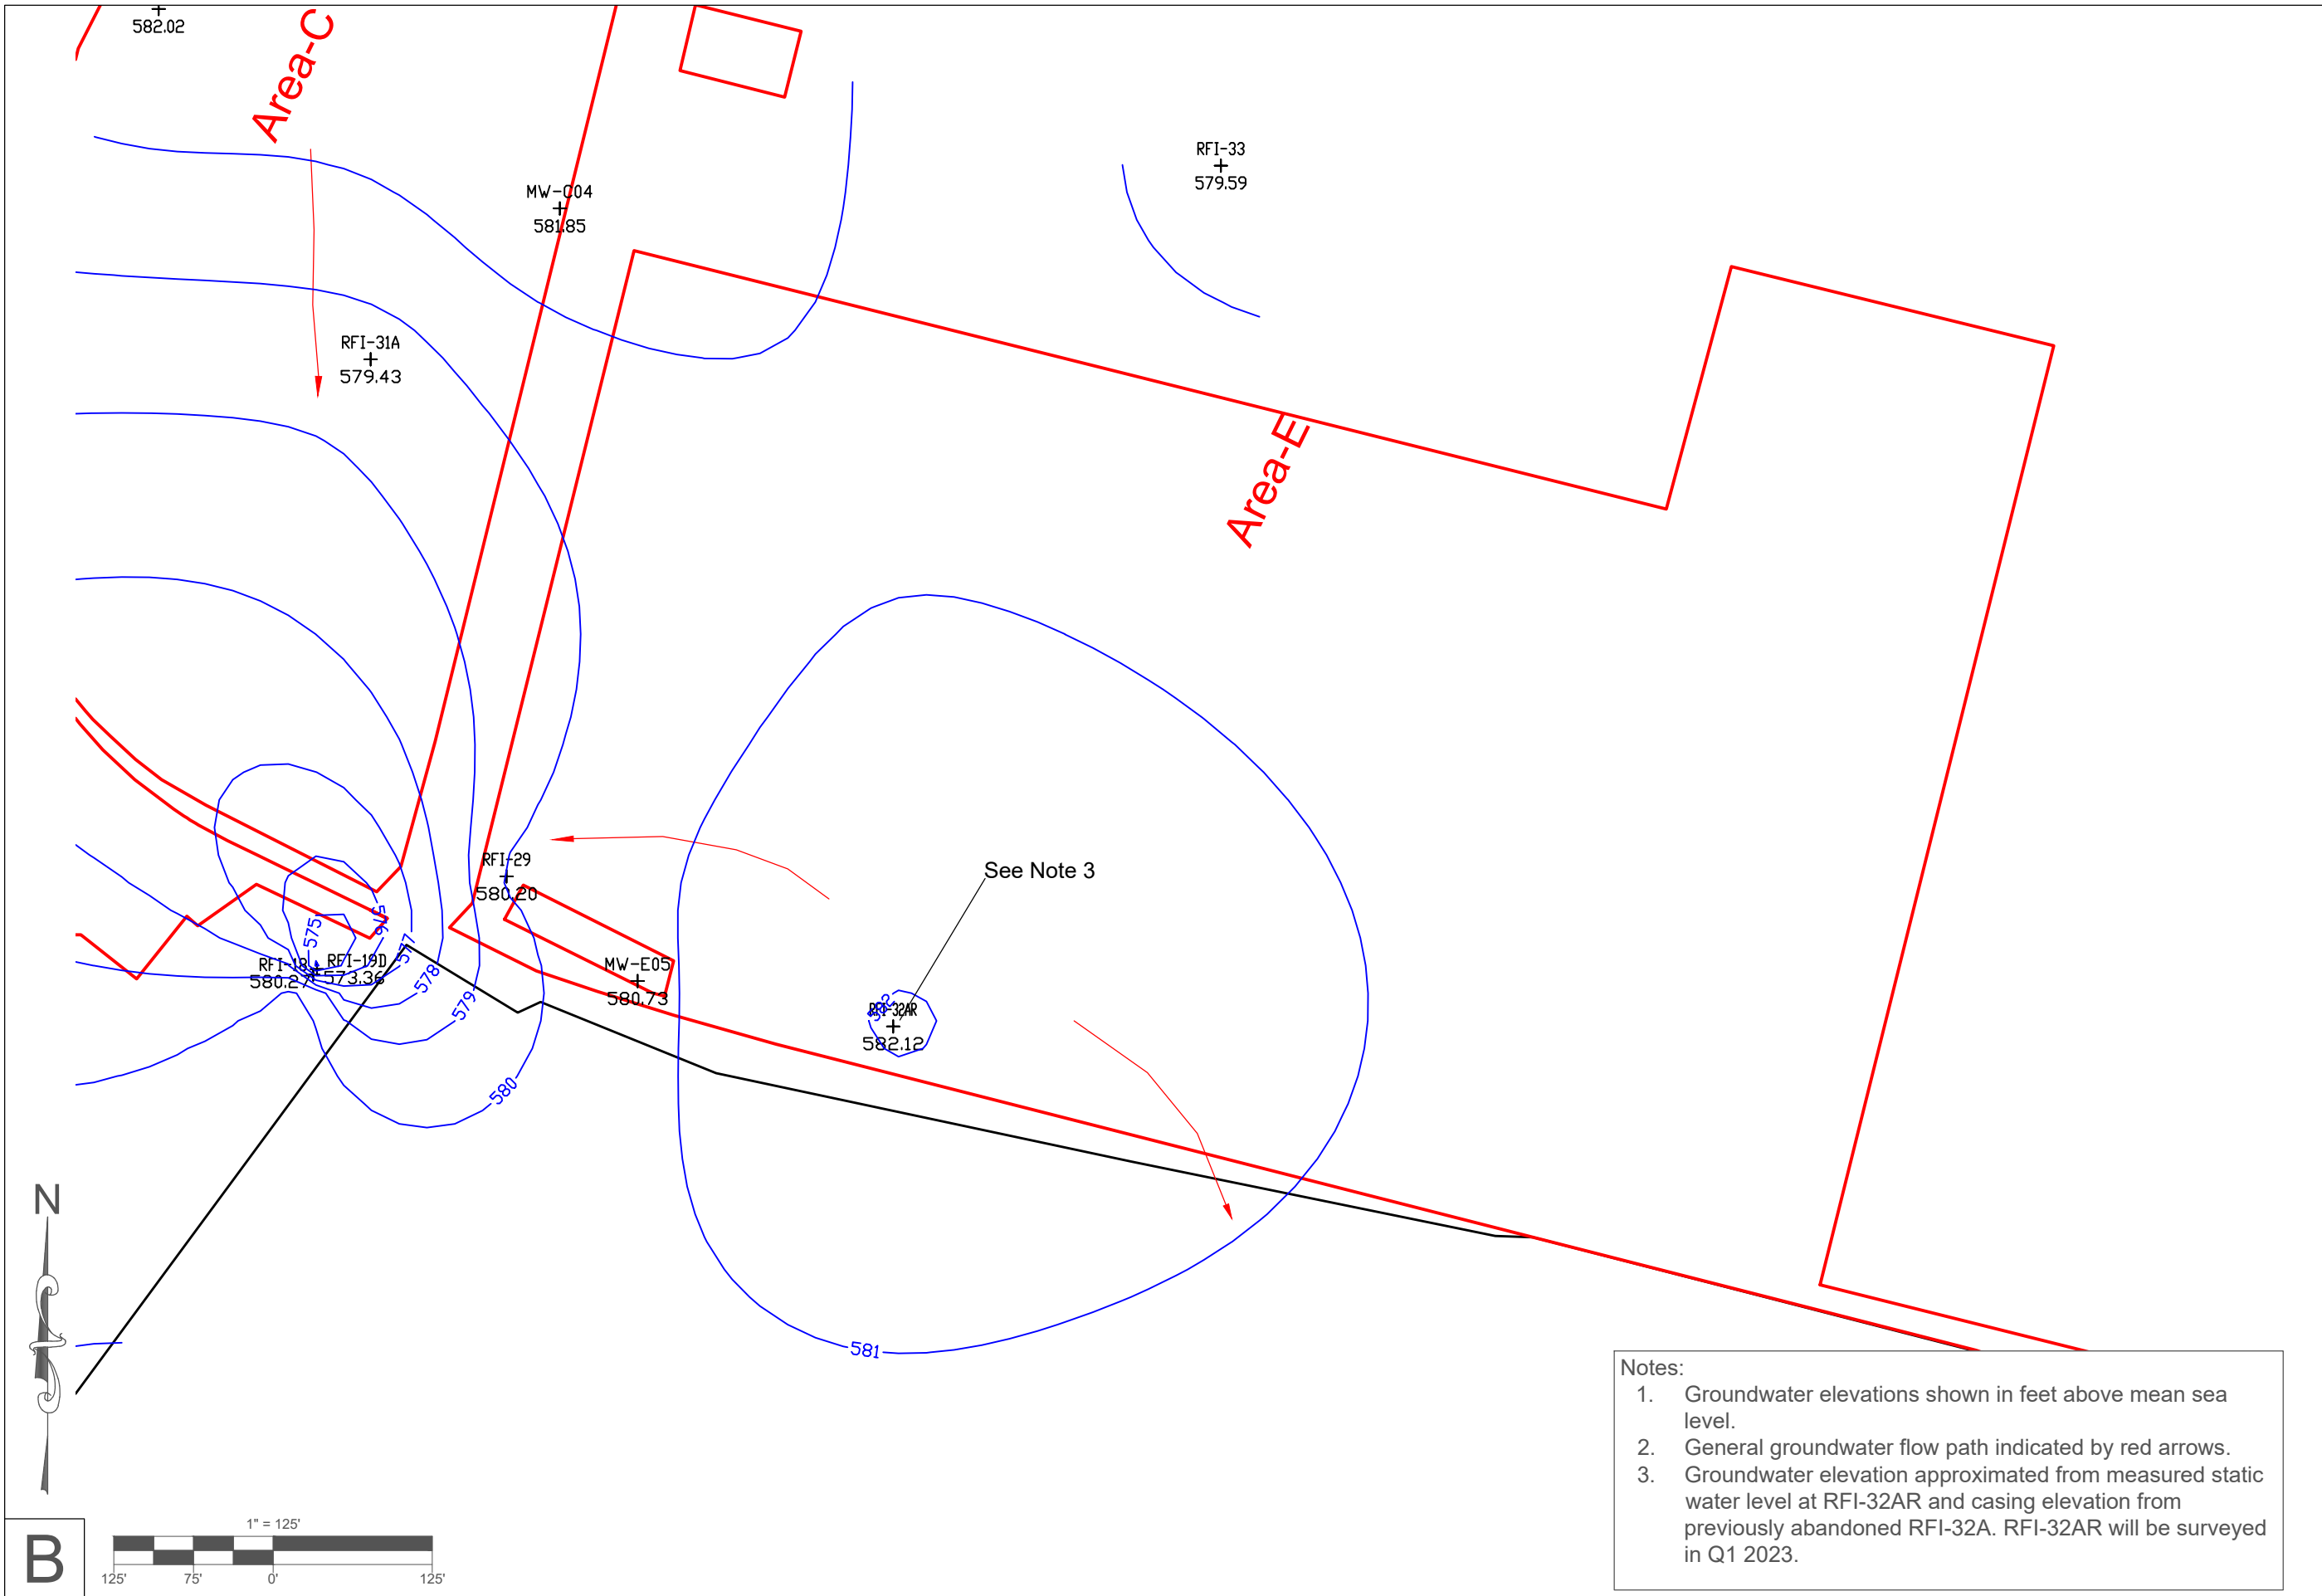 582.02
Area-C
RFI-33
579.59
MW-C04
581.85
RFI-31A
579.43
Area-E
See Note 3
RFI-29
580.20
575
576
577
578
579
580
RFI-18
580.27
RFI-19D
573.36
MW-E05
580.73
582
RFI-32AR
582.12
581
N
B
1" = 125'
125' 75' 0' 125'
Notes:
1. Groundwater elevations shown in feet above mean sea
level.
2. General groundwater flow path indicated by red arrows.
3. Groundwater elevation approximated from measured static
water level at RFI-32AR and casing elevation from
previously abandoned RFI-32A. RFI-32AR will be surveyed
in Q1 2023.